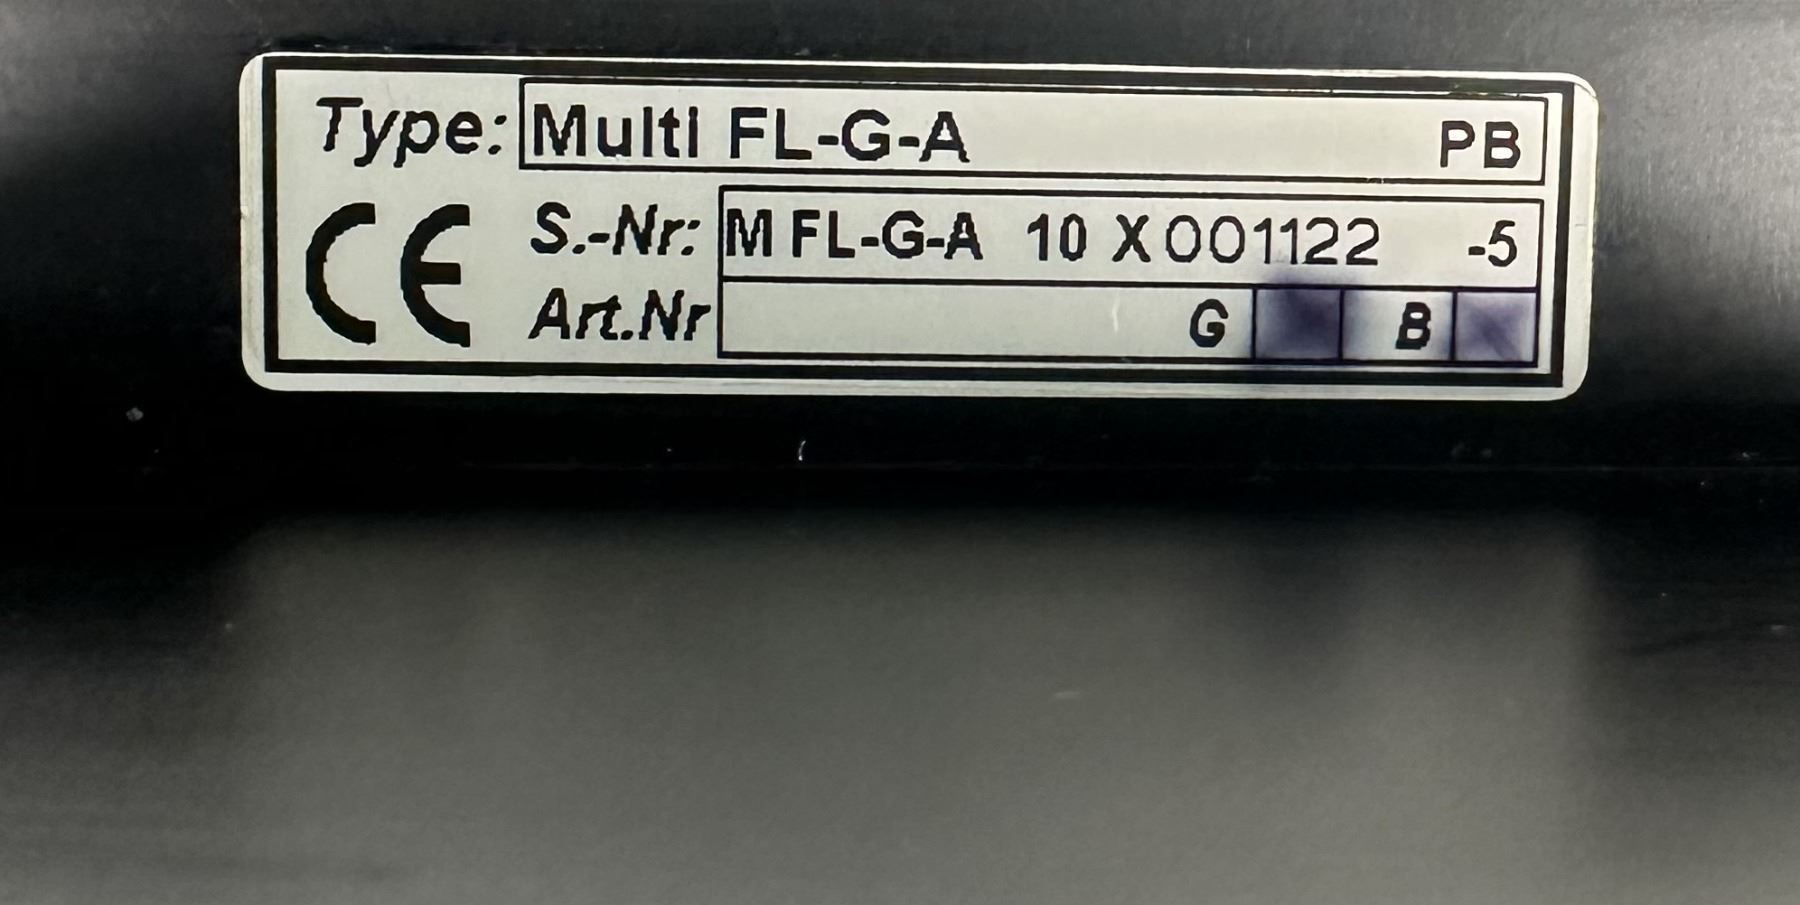 Type: Multi FL-G-A PB
CE S.-Nr: M FL-G-A 10 X001122 -5
Art.Nr G B